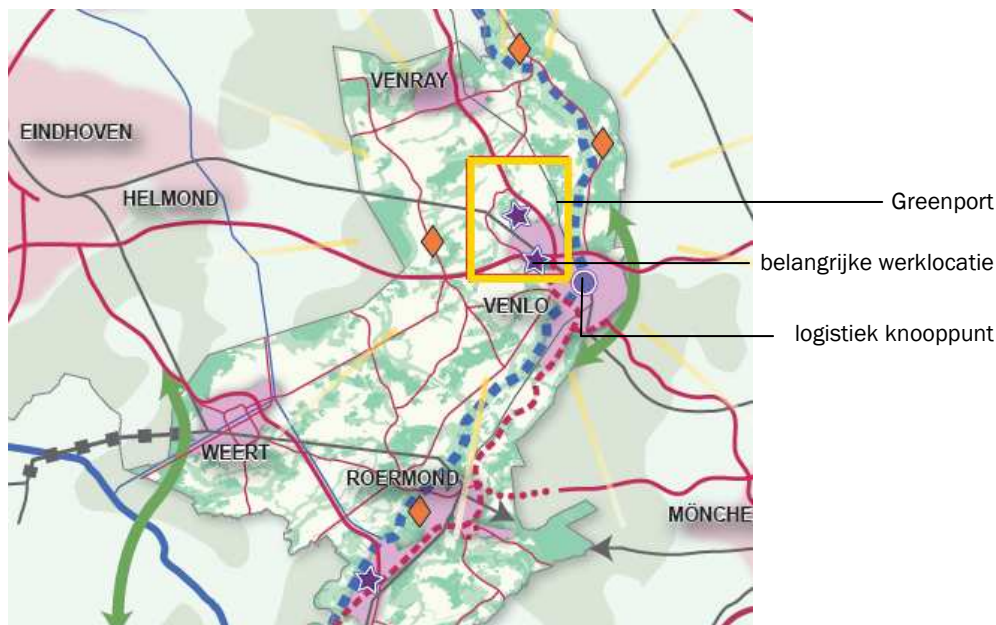 VENRAY
EINDHOVEN
HELMOND
Greenport
belangrijke werklocatie
VENLO
logistiek knooppunt
WEERT
ROERMOND
MÖNCHE